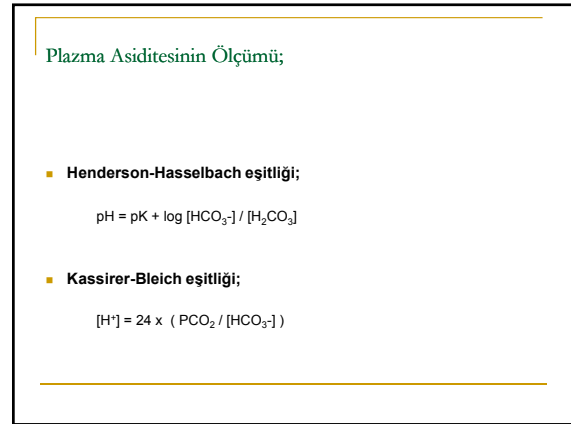 Plazma Asiditesinin Ölçümü;
Henderson-Hasselbach eşitliği;
pH = pK + log [HCO₃-] / [H₂CO₃]
Kassirer-Bleich eşitliği;
[H⁺] = 24 x ( PCO₂ / [HCO₃-] )